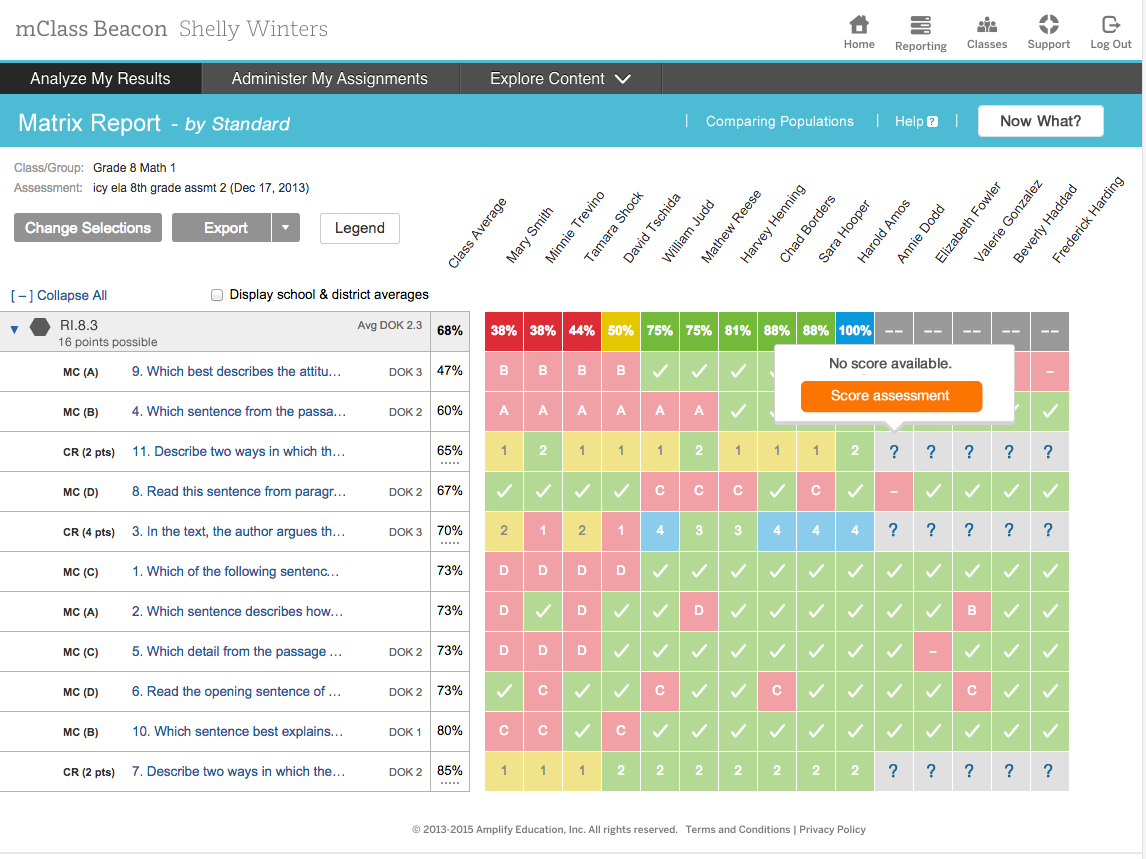 mClass Beacon Shelly Winters
Home Reporting Classes Support Log Out
Analyze My Results Administer My Assignments Explore Content
Matrix Report - by Standard | Comparing Populations | Help ? | Now What?
Class/Group: Grade 8 Math 1
Assessment: icy ela 8th grade assmt 2 (Dec 17, 2013)
Change Selections Export Legend
Class Average Mary Smith Minnie Trevino Tamara Shock David Tschida William Judd Mathew Reese Harvey Henning Chad Borders Sara Hooper Harold Amos Annie Dodd Elizabeth Fowler Valerie Gonzalez Beverly Haddad Frederick Harding
[ – ] Collapse All Display school & district averages
RI.8.3 Avg DOK 2.3 68% 38% 38% 44% 50% 75% 75% 81% 88% 88% 100% -- -- -- -- --
16 points possible
No score available.
Score assessment
MC (A) 9. Which best describes the attitu... DOK 3 47% B B B B ✓ ✓ ✓ –
MC (B) 4. Which sentence from the passa... DOK 2 60% A A A A A A ✓ ✓
CR (2 pts) 11. Describe two ways in which th... 65% 1 2 1 1 1 2 1 1 1 2 ? ? ? ? ?
MC (D) 8. Read this sentence from paragr... DOK 2 67% ✓ ✓ ✓ ✓ C C C ✓ C ✓ – ✓ ✓ ✓ ✓
CR (4 pts) 3. In the text, the author argues th... DOK 3 70% 2 1 2 1 4 3 3 4 4 4 ? ? ? ? ?
MC (C) 1. Which of the following sentenc... 73% D D D D ✓ ✓ ✓ ✓ ✓ ✓ ✓ ✓ ✓ ✓ ✓
MC (A) 2. Which sentence describes how... 73% D ✓ D ✓ ✓ D ✓ ✓ ✓ ✓ ✓ ✓ B ✓ ✓
MC (C) 5. Which detail from the passage ... DOK 2 73% D D D ✓ ✓ ✓ ✓ ✓ ✓ ✓ ✓ – ✓ ✓ ✓
MC (D) 6. Read the opening sentence of ... DOK 2 73% ✓ C ✓ ✓ C ✓ ✓ C ✓ ✓ ✓ ✓ C ✓ ✓
MC (B) 10. Which sentence best explains... DOK 1 80% C C ✓ C ✓ ✓ ✓ ✓ ✓ ✓ ✓ ✓ ✓ ✓ ✓
CR (2 pts) 7. Describe two ways in which the... DOK 2 85% 1 1 1 2 2 2 2 2 2 2 ? ? ? ? ?
© 2013-2015 Amplify Education, Inc. All rights reserved. Terms and Conditions | Privacy Policy